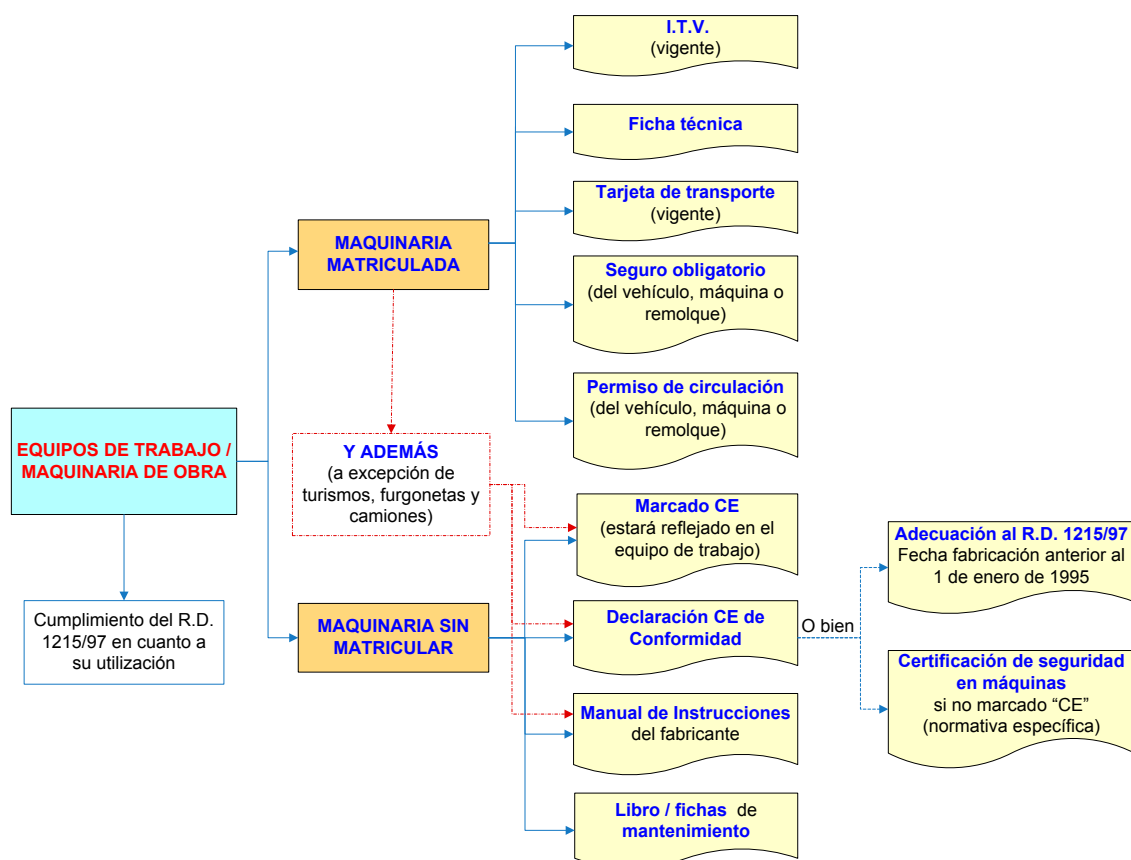 I.T.V.
(vigente)
Ficha técnica
Tarjeta de transporte
(vigente)
MAQUINARIA
MATRICULADA
Seguro obligatorio
(del vehículo, máquina o
remolque)
Permiso de circulación
(del vehículo, máquina o
remolque)
EQUIPOS DE TRABAJO /
MAQUINARIA DE OBRA
Y ADEMÁS
(a excepción de
turismos, furgonetas y
camiones)
Marcado CE
(estará reflejado en el
equipo de trabajo)
Adecuación al R.D. 1215/97
Fecha fabricación anterior al
1 de enero de 1995
Cumplimiento del R.D.
1215/97 en cuanto a
su utilización
MAQUINARIA SIN
MATRICULAR
Declaración CE de
Conformidad
O bien
Certificación de seguridad
en máquinas
si no marcado “CE”
(normativa específica)
Manual de Instrucciones
del fabricante
Libro / fichas de
mantenimiento